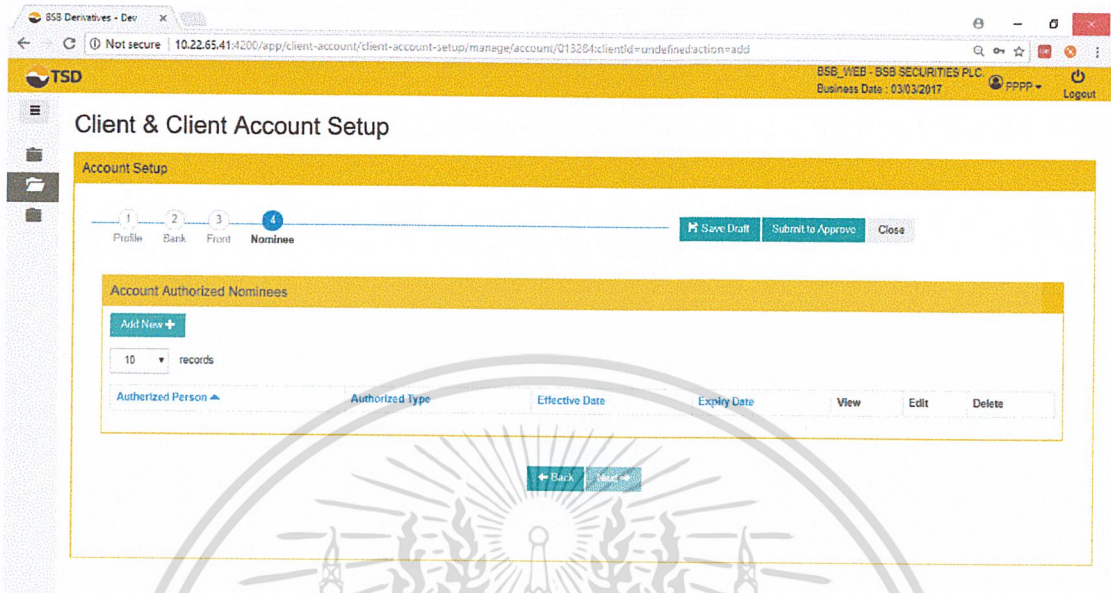 BSB Derivatives - Dev
Not secure 10.22.65.41:4200/app/client-account/client-account-setup/manage/account/013284;clientId=undefined;action=add
TSD
BSB_WEB - BSB SECURITIES PLC.
Business Date : 03/03/2017
PPPP
Logout
Client & Client Account Setup
Account Setup
1 2 3 4
Profile Bank Front Nominee
Save Draft Submit to Approve Close
Account Authorized Nominees
Add New
10 records
Autherized Person Authorized Type Effective Date Expiry Date View Edit Delete
Back Next